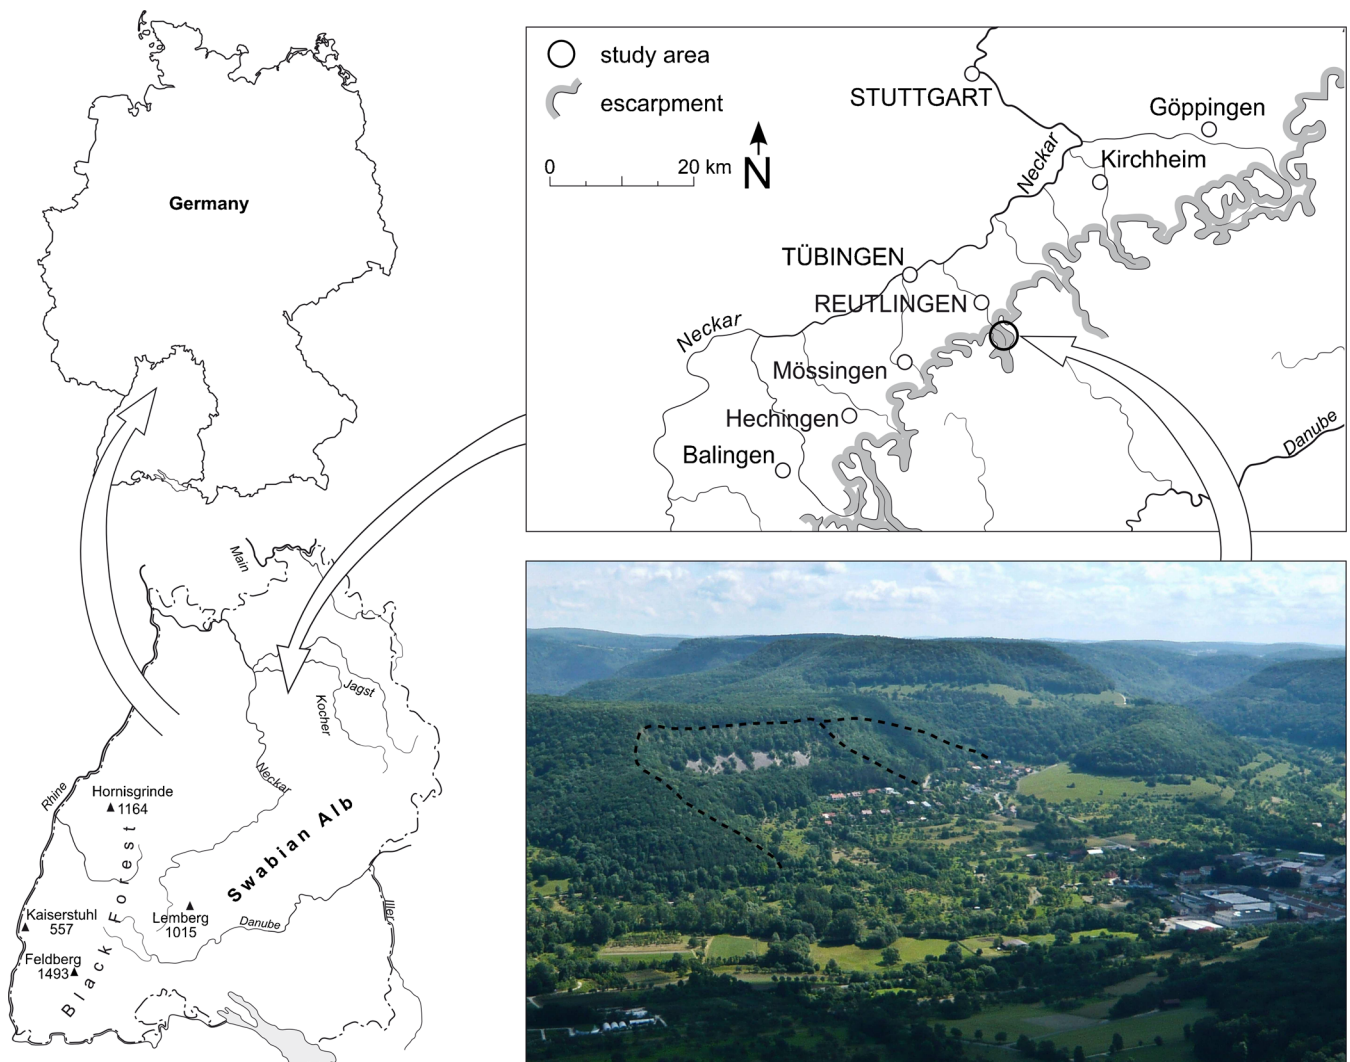 Germany
study area
escarpment
0 20 km
N
STUTTGART
Göppingen
Kirchheim
Neckar
TÜBINGEN
REUTLINGEN
Neckar
Mössingen
Hechingen
Balingen
Danube
Main
Jagst
Kocher
Neckar
Rhine
Hornisgrinde
1164
Black Forest
Swabian Alb
Kaiserstuhl
557
Lemberg
1015
Danube
Iller
Feldberg
1493